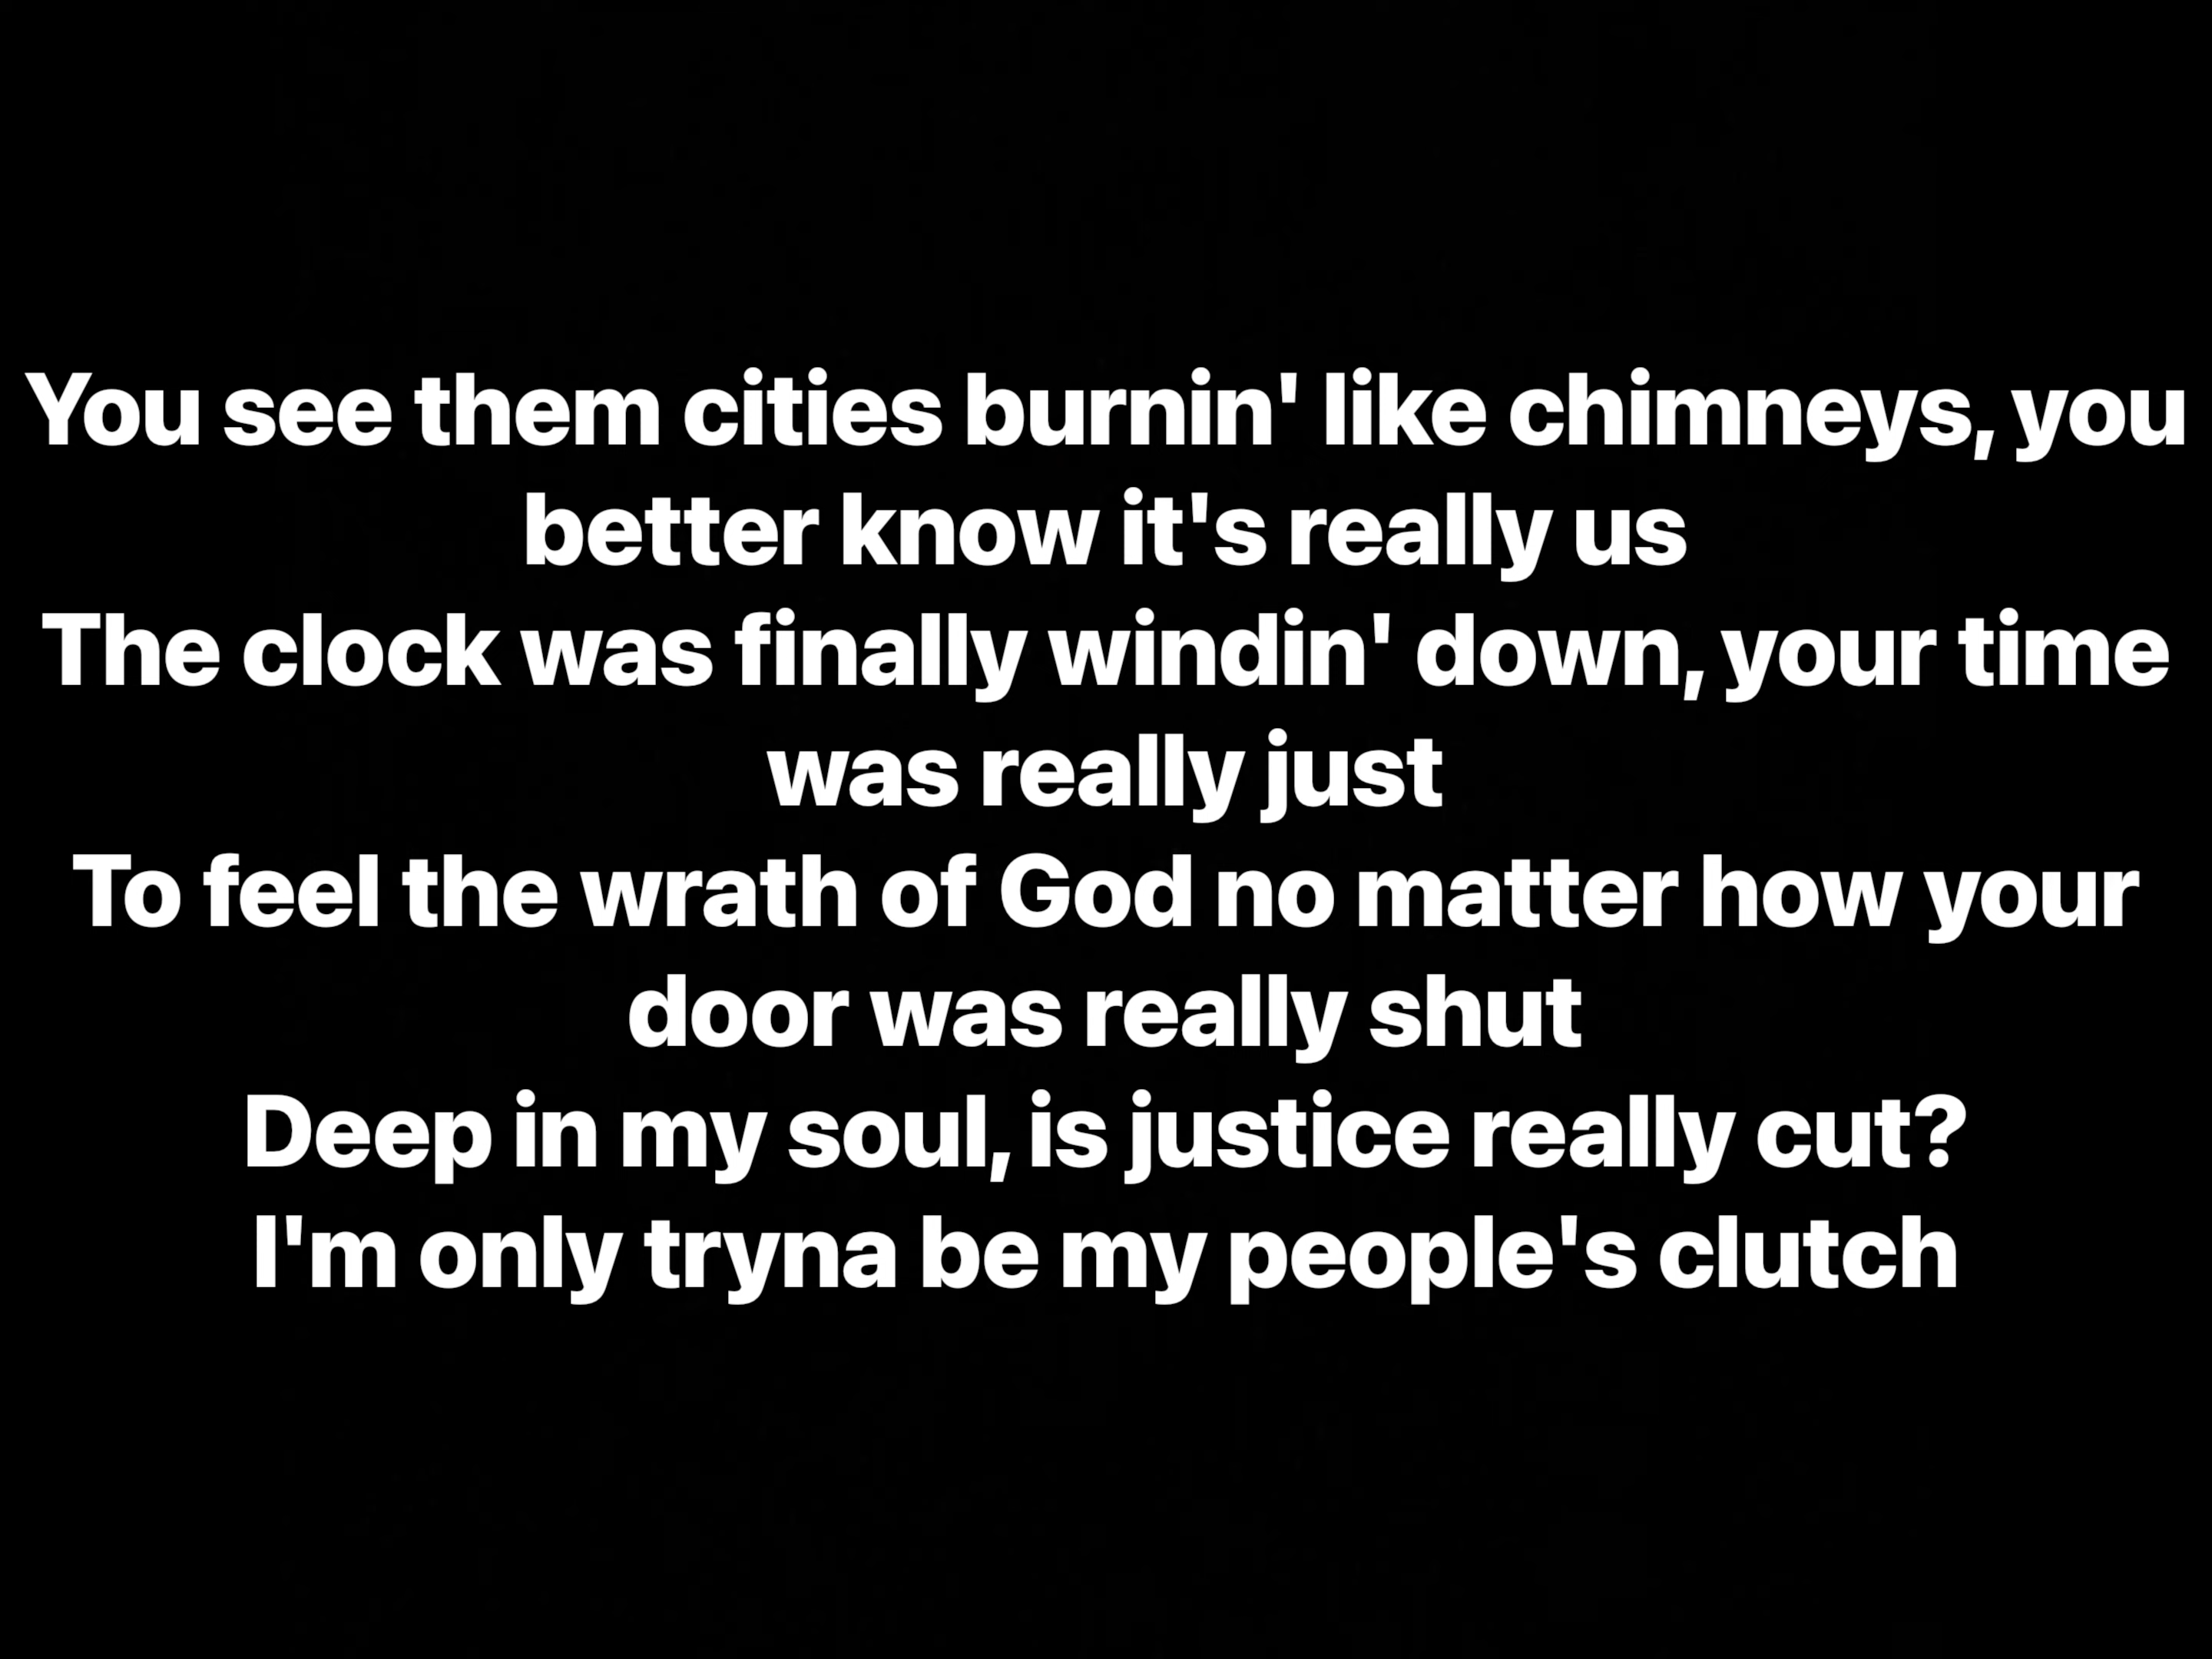 You see them cities burnin' like chimneys, you
better know it's really us
The clock was finally windin' down, your time
was really just
To feel the wrath of God no matter how your
door was really shut
Deep in my soul, is justice really cut?
I'm only tryna be my people's clutch